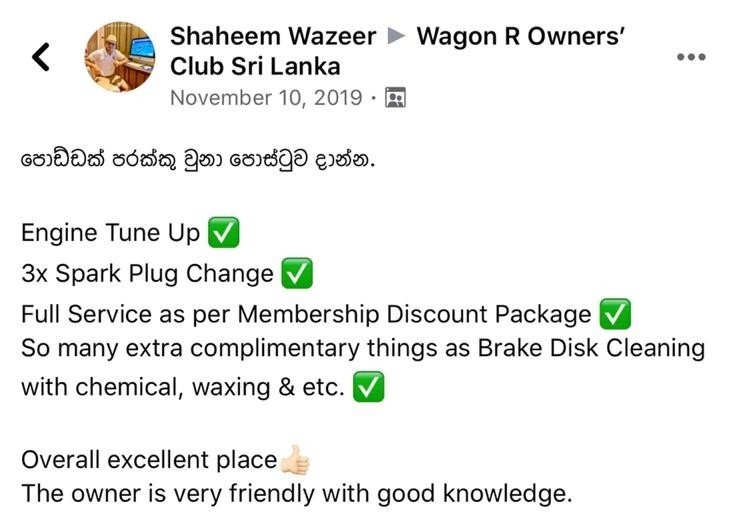 Shaheem Wazeer ▶ Wagon R Owners’
Club Sri Lanka
November 10, 2019 ·
පොඩ්ඩක් පරක්කු වුනා පොස්ටුව දාන්න.
Engine Tune Up ✅
3x Spark Plug Change ✅
Full Service as per Membership Discount Package ✅
So many extra complimentary things as Brake Disk Cleaning
with chemical, waxing & etc. ✅
Overall excellent place👍🏻
The owner is very friendly with good knowledge.